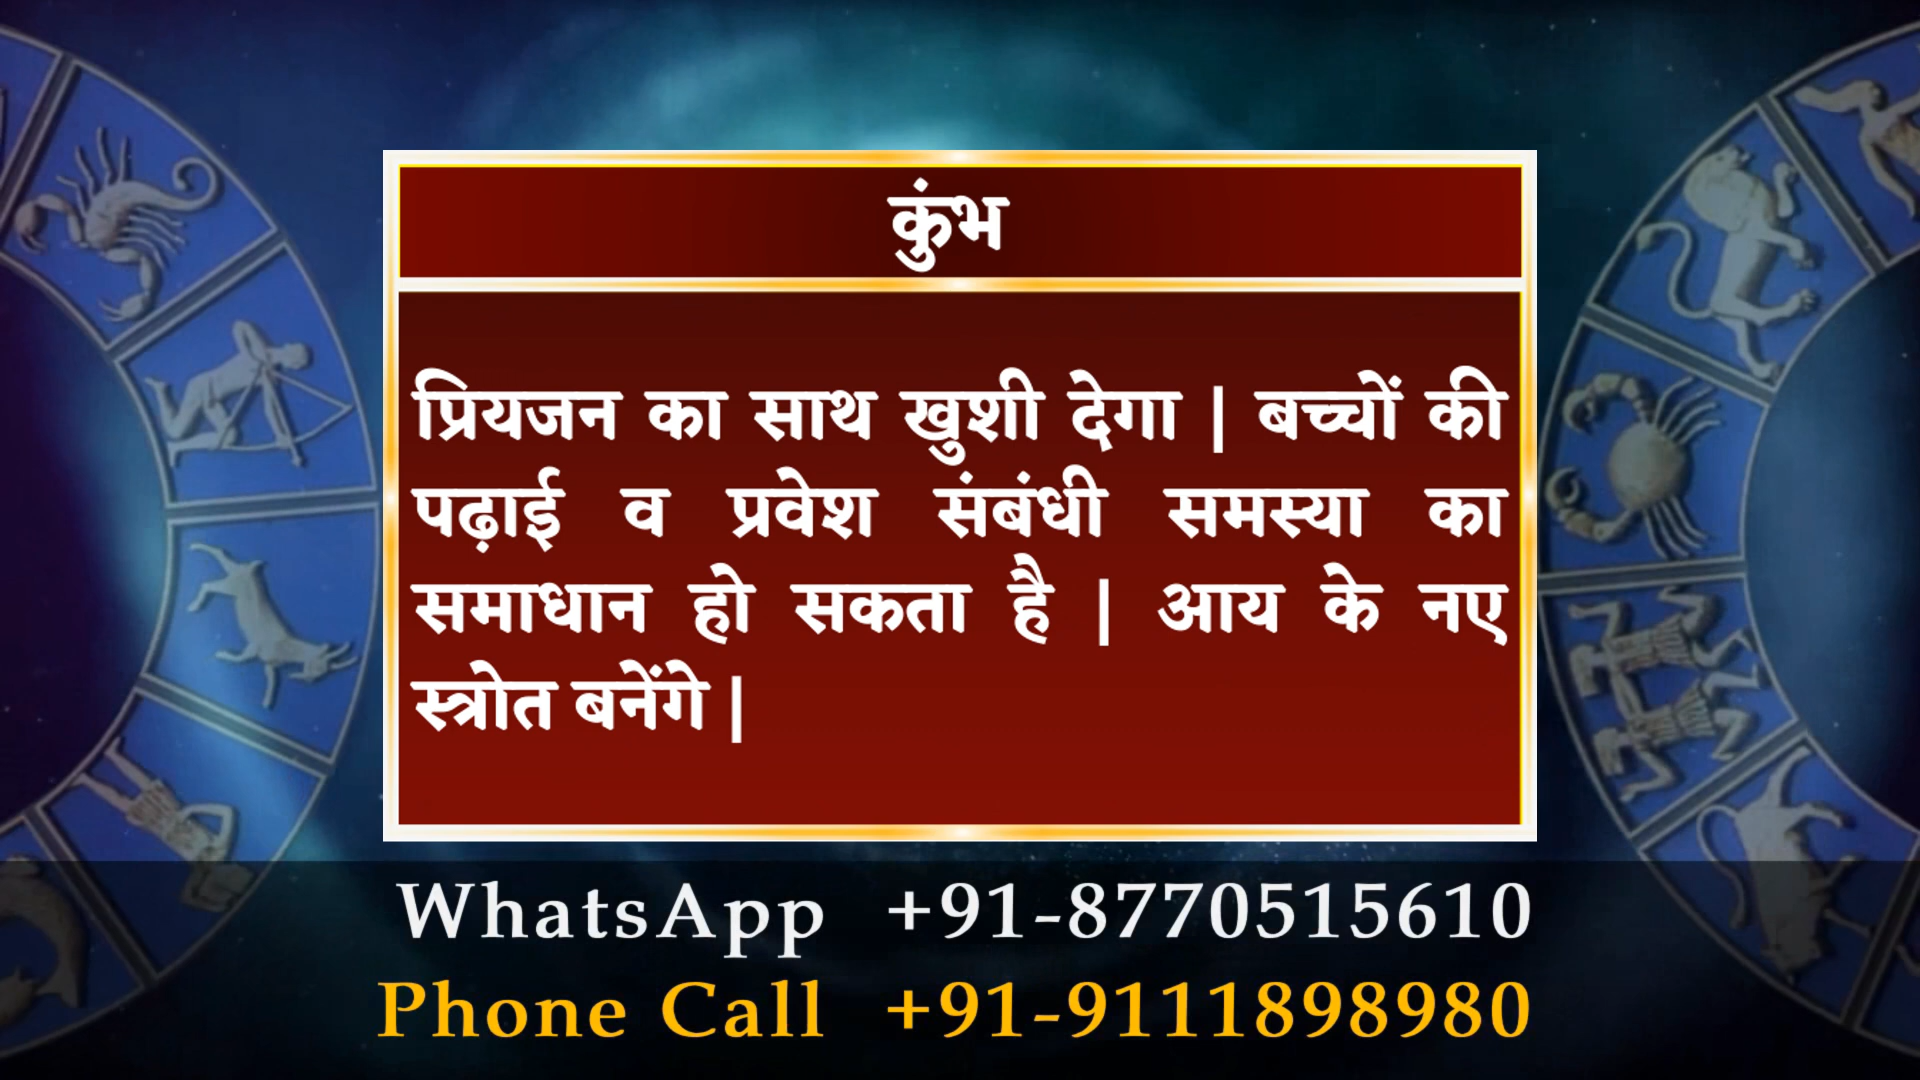 कुंभ
प्रियजन का साथ खुशी देगा | बच्चों की
पढ़ाई व प्रवेश संबंधी समस्या का
समाधान हो सकता है | आय के नए
स्त्रोत बनेंगे |
WhatsApp +91-8770515610
Phone Call +91-9111898980